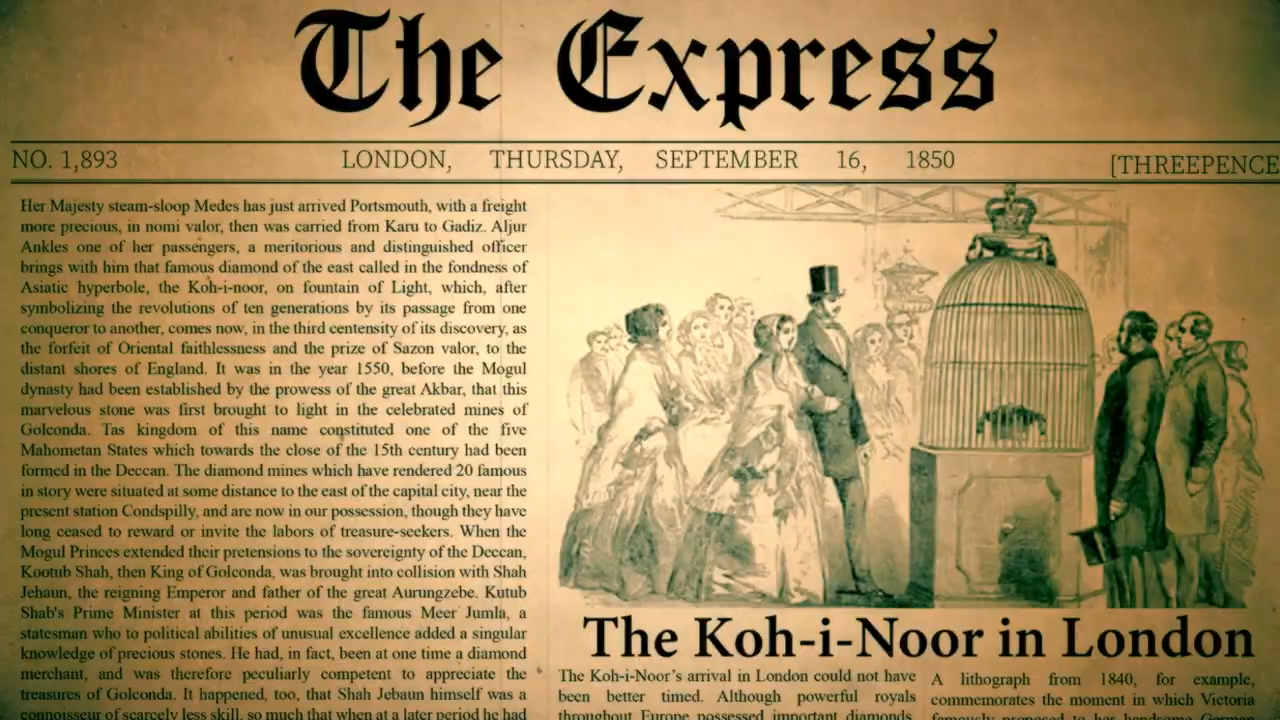 The Express
NO. 1,893
LONDON, THURSDAY, SEPTEMBER 16, 1850
[THREEPENCE
Her Majesty steam-sloop Medes has just arrived Portsmouth, with a freight
more precious, in nomi valor, then was carried from Karu to Gadiz. Aljur
Ankles one of her passengers, a meritorious and distinguished officer
brings with him that famous diamond of the east called in the fondness of
Asiatic hyperbole, the Koh-i-noor, on fountain of Light, which, after
symbolizing the revolutions of ten generations by its passage from one
conqueror to another, comes now, in the third centensity of its discovery, as
the forfeit of Oriental faithlessness and the prize of Sazon valor, to the
distant shores of England. It was in the year 1550, before the Mogul
dynasty had been established by the prowess of the great Akbar, that this
marvelous stone was first brought to light in the celebrated mines of
Golconda. Tas kingdom of this name constituted one of the five
Mahometan States which towards the close of the 15th century had been
formed in the Deccan. The diamond mines which have rendered 20 famous
in story were situated at some distance to the east of the capital city, near the
present station Condspilly, and are now in our possession, though they have
long ceased to reward or invite the labors of treasure-seekers. When the
Mogul Princes extended their pretensions to the sovereignty of the Deccan,
Kootub Shah, then King of Golconda, was brought into collision with Shah
Jehaun, the reigning Emperor and father of the great Aurungzebe. Kutub
Shab's Prime Minister at this period was the famous Meer Jumla, a
statesman who to political abilities of unusual excellence added a singular
knowledge of precious stones. He had, in fact, been at one time a diamond
merchant, and was therefore peculiarly competent to appreciate the
treasures of Golconda. It happened, too, that Shah Jebaun himself was a
connoisseur of scarcely less skill, so much that when at a later period he had
The Koh-i-Noor in London
The Koh-i-Noor's arrival in London could not have
been better timed. Although powerful royals
throughout Europe possessed important diamonds,
A lithograph from 1840, for example,
commemorates the moment in which Victoria
famously proposed to her handsome German